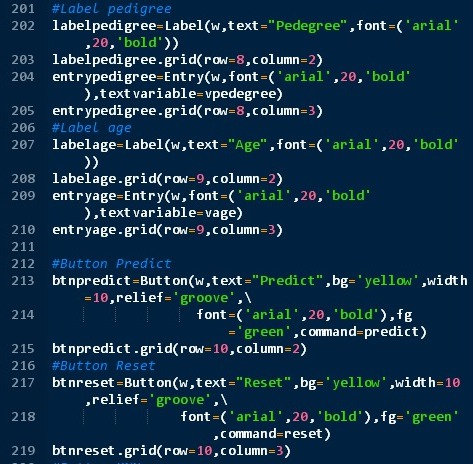 201 #Label pedigree
202 labelpedigree=Label(w,text="Pedegree",font=('arial'
,20,'bold'))
203 labelpedigree.grid(row=8,column=2)
204 entrypedigree=Entry(w,font=('arial',20,'bold'
),textvariable=vpedegree)
205 entrypedigree.grid(row=8,column=3)
206 #Label age
207 labelage=Label(w,text="Age",font=('arial',20,'bold'
))
208 labelage.grid(row=9,column=2)
209 entryage=Entry(w,font=('arial',20,'bold'
),textvariable=vage)
210 entryage.grid(row=9,column=3)
211
212 #Button Predict
213 btnpredict=Button(w,text="Predict",bg='yellow',width
=10,relief='groove',\
214 font=('arial',20,'bold'),fg
='green',command=predict)
215 btnpredict.grid(row=10,column=2)
216 #Button Reset
217 btnreset=Button(w,text="Reset",bg='yellow',width=10
,relief='groove',\
218 font=('arial',20,'bold'),fg='green'
,command=reset)
219 btnreset.grid(row=10,column=3)